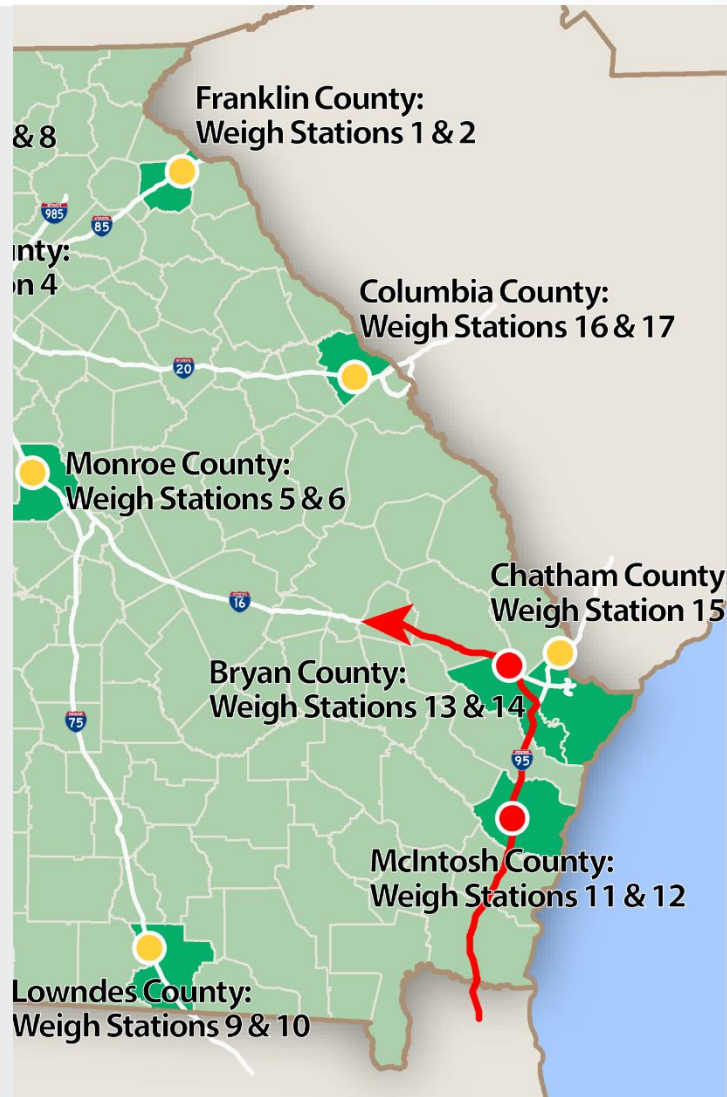 Franklin County:
Weigh Stations 1 & 2
& 8
985
85
unty:
n 4
Columbia County:
Weigh Stations 16 & 17
20
Monroe County:
Weigh Stations 5 & 6
16
Chatham County
Weigh Station 15
Bryan County:
Weigh Stations 13 & 14
75
95
McIntosh County:
Weigh Stations 11 & 12
Lowndes County:
Weigh Stations 9 & 10